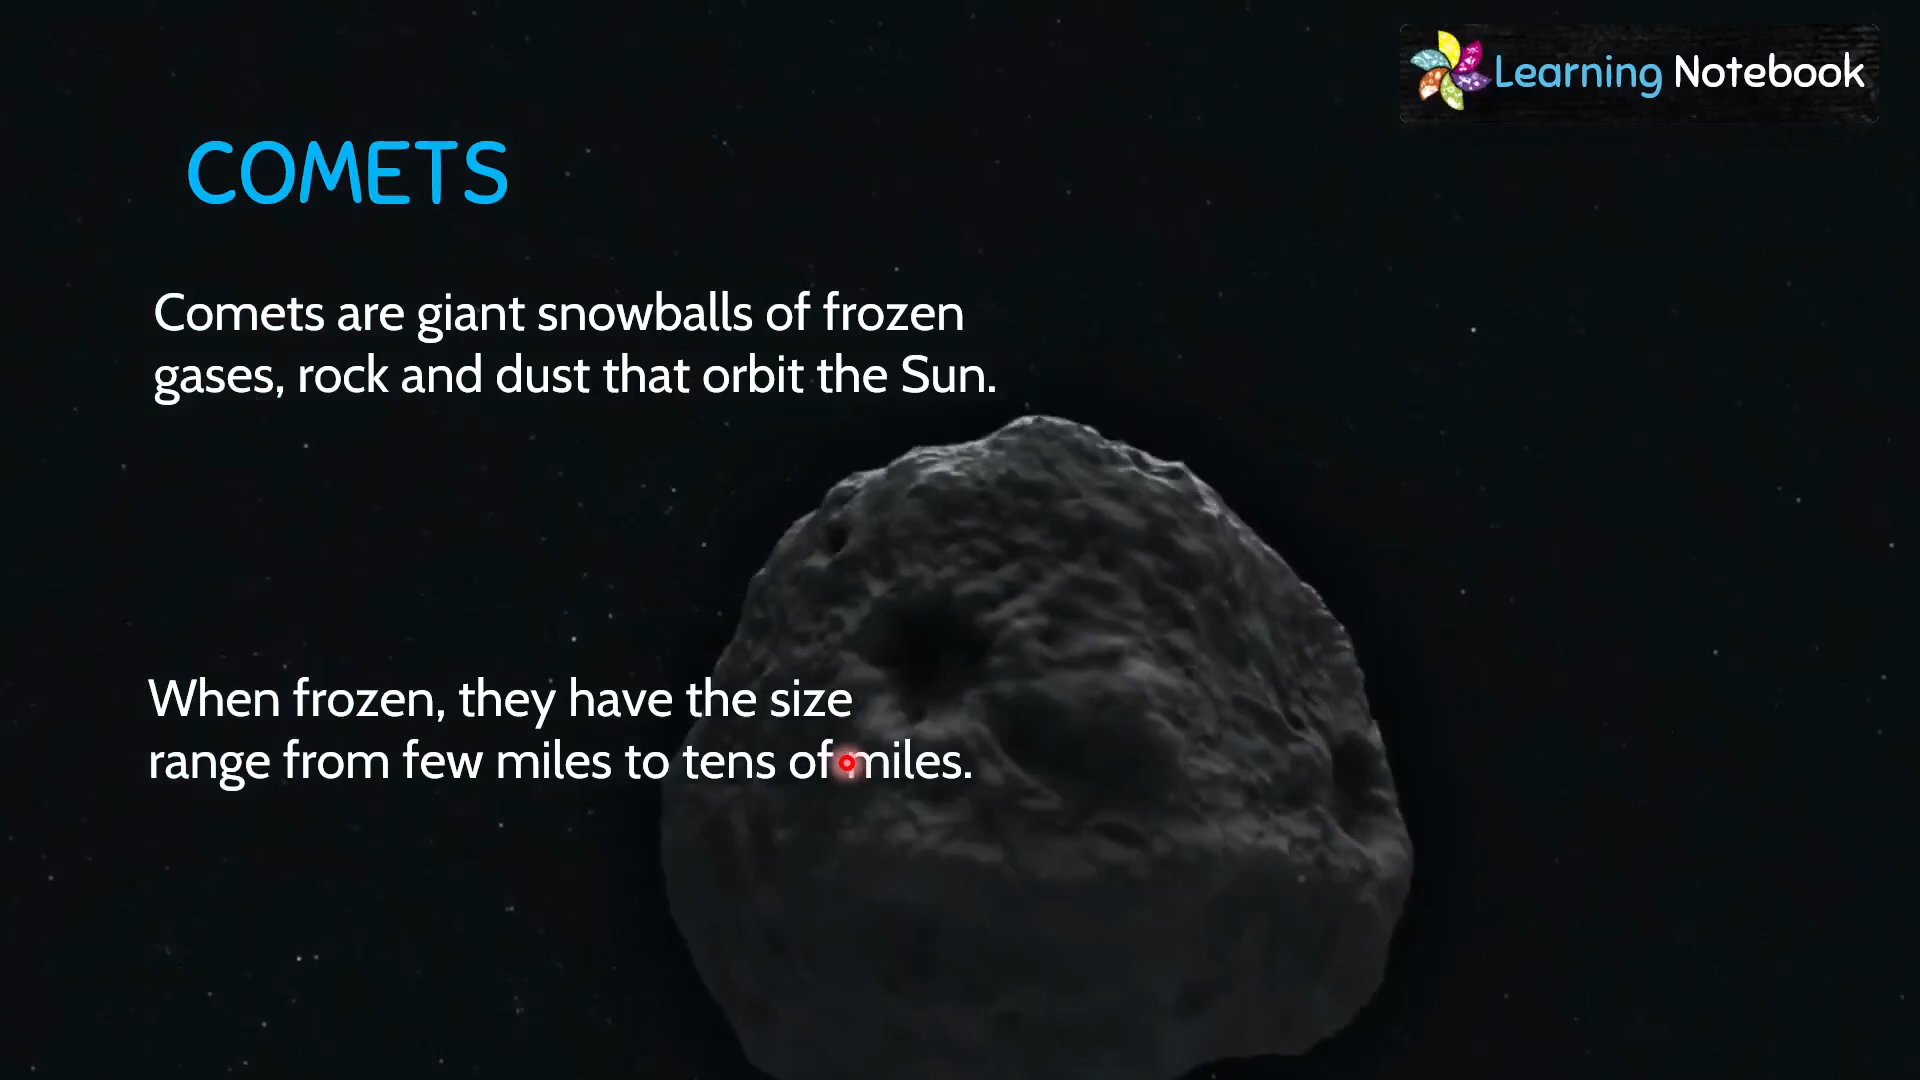 Learning Notebook
COMETS
Comets are giant snowballs of frozen
gases, rock and dust that orbit the Sun.
When frozen, they have the size
range from few miles to tens of miles.